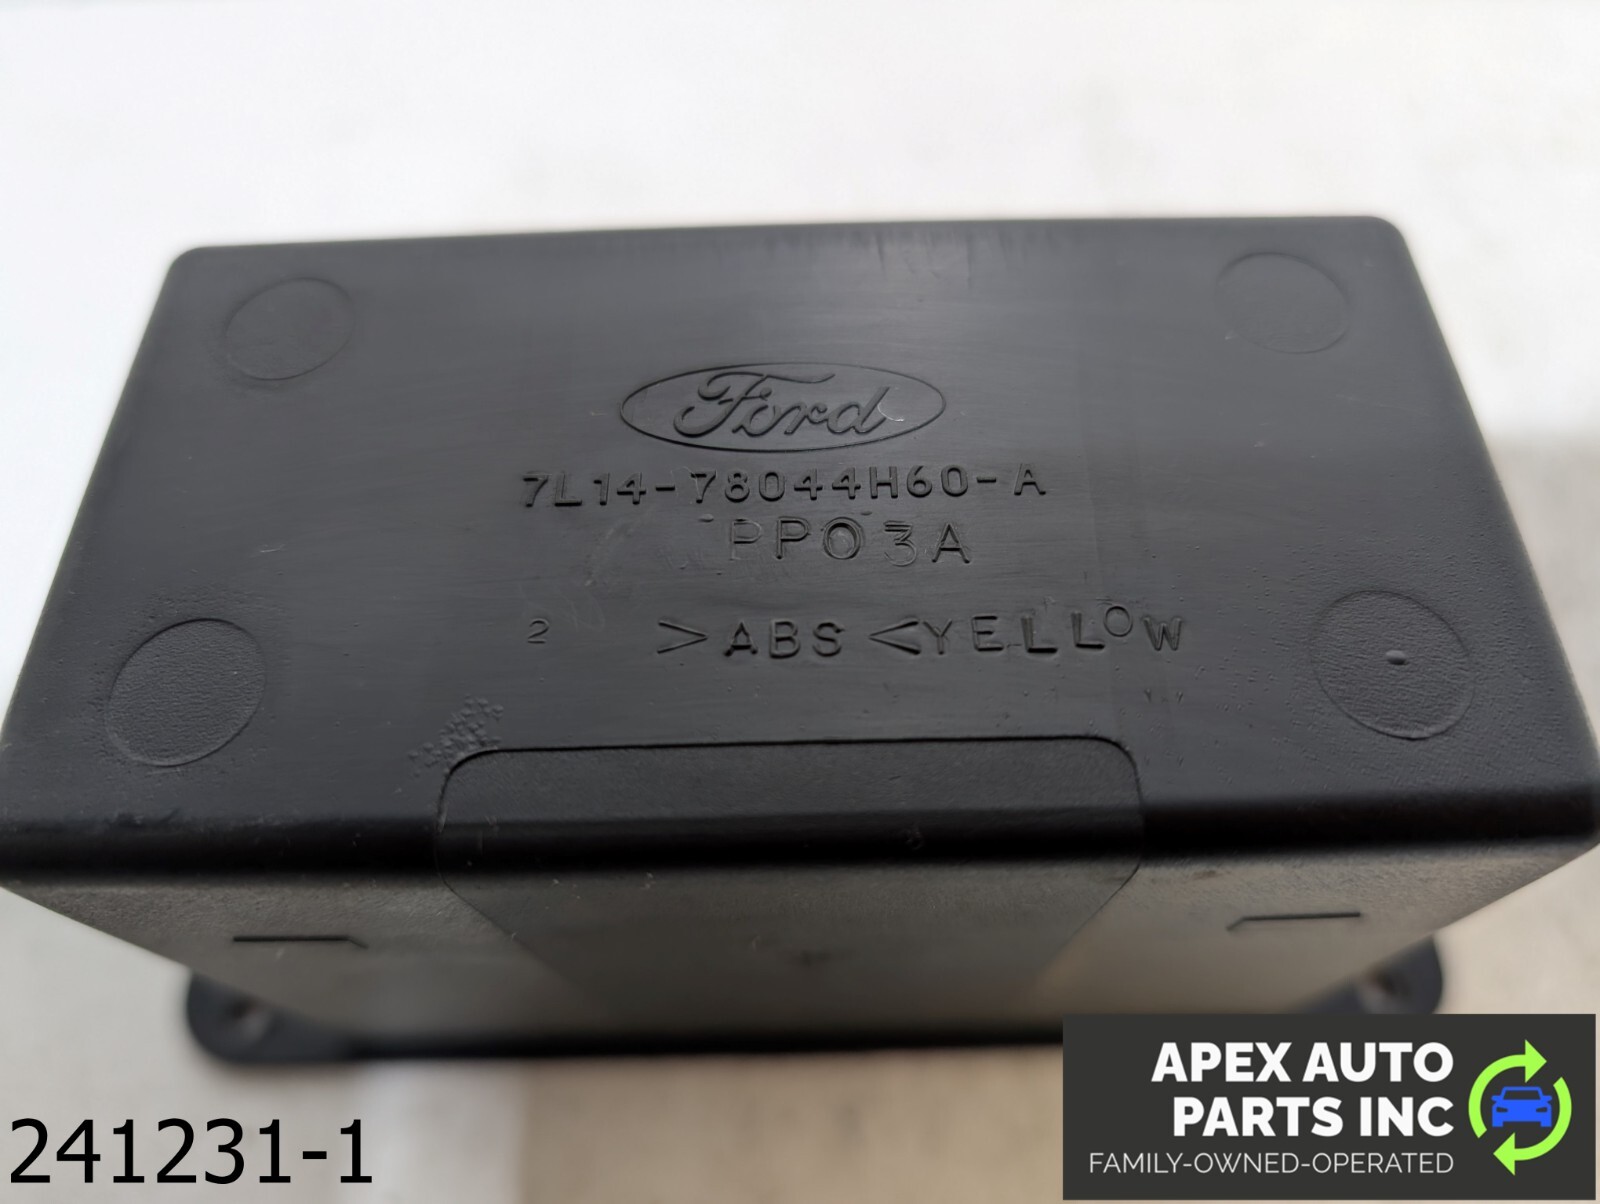 Ford
7L14-78044H60-A
PP03A
2 >ABS <YELLOW
241231-1
APEX AUTO
PARTS INC
FAMILY-OWNED-OPERATED